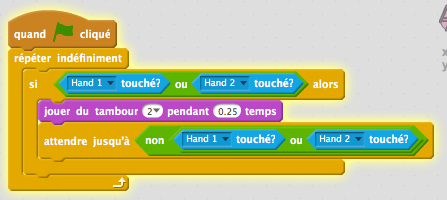 quand cliqué
répéter indéfiniment
si Hand 1 touché? ou Hand 2 touché? alors
jouer du tambour 2 pendant 0.25 temps
attendre jusqu'à non Hand 1 touché? ou Hand 2 touché?
x
y